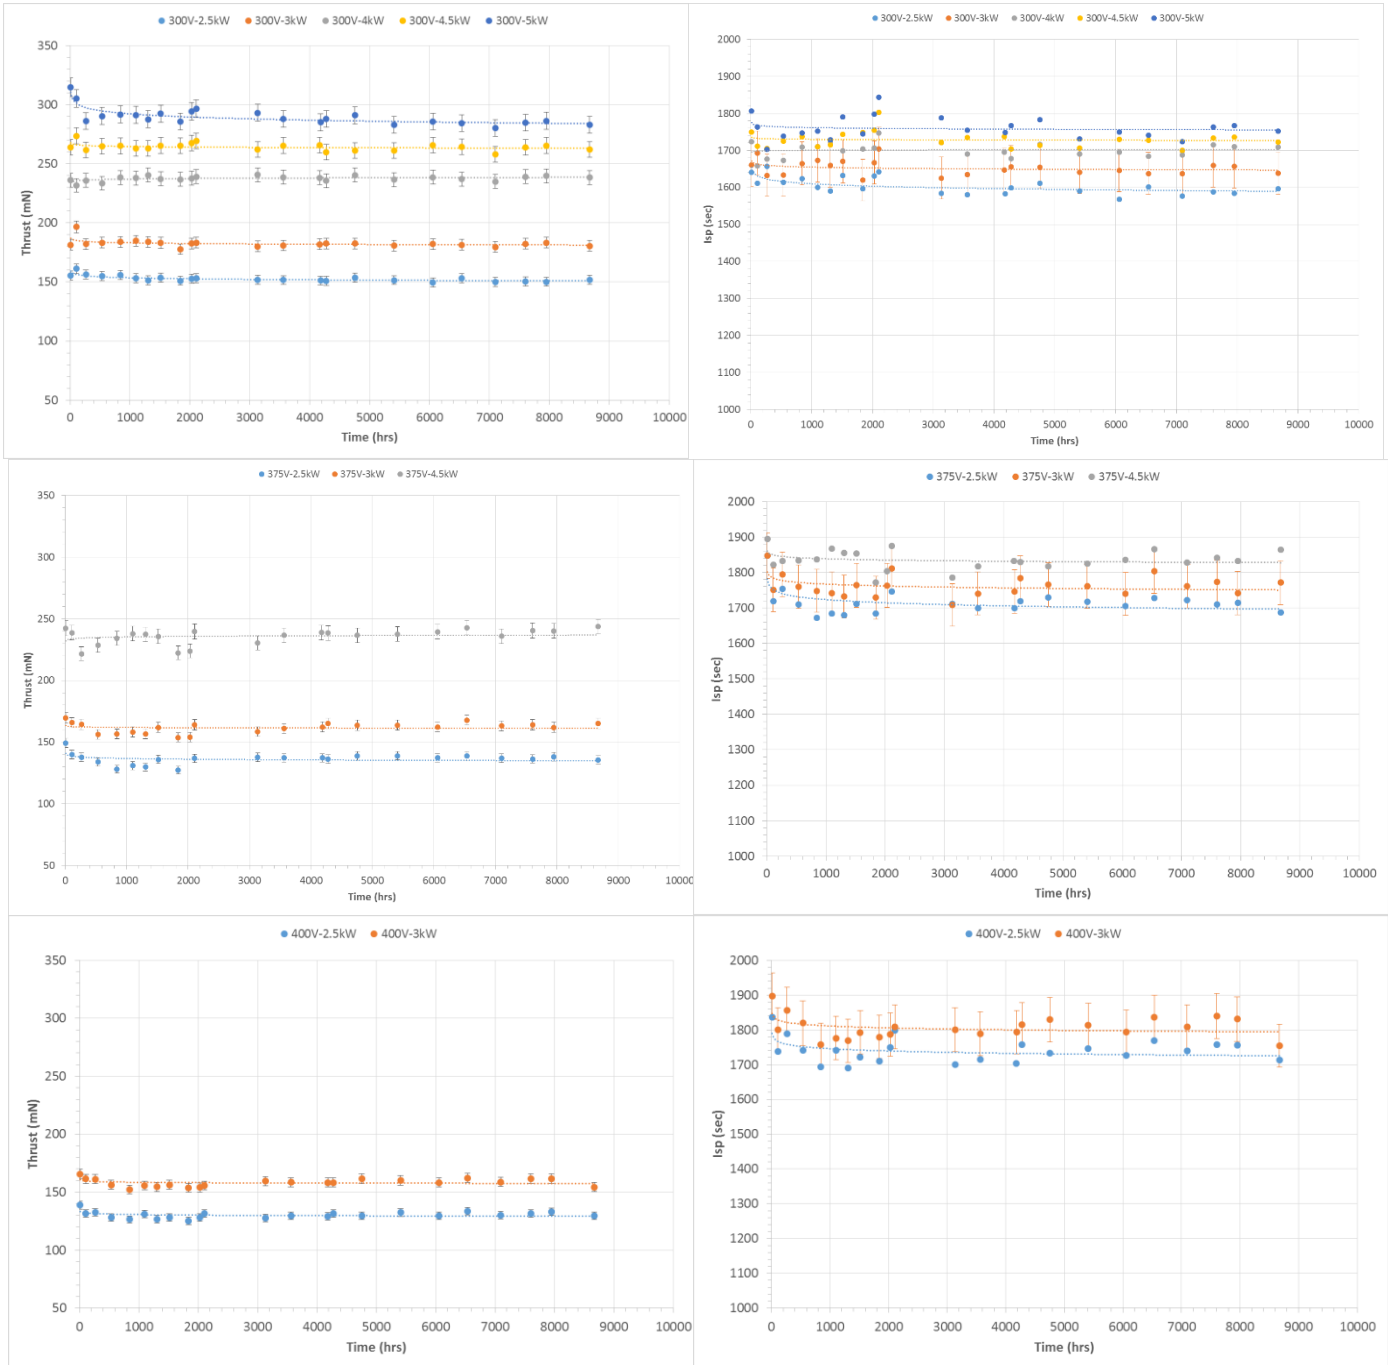 300V-2.5kW 300V-3kW 300V-4kW 300V-4.5kW 300V-5kW
350
300
250
200
150
100
50
Thrust (mN)
0 1000 2000 3000 4000 5000 6000 7000 8000 9000 10000
Time (hrs)
300V-2.5kW 300V-3kW 300V-4kW 300V-4.5kW 300V-5kW
2000
1900
1800
1700
1600
1500
1400
1300
1200
1100
1000
Isp (sec)
0 1000 2000 3000 4000 5000 6000 7000 8000 9000 10000
Time (hrs)
375V-2.5kW 375V-3kW 375V-4.5kW
350
300
250
200
150
100
50
Thrust (mN)
0 1000 2000 3000 4000 5000 6000 7000 8000 9000 10000
Time (hrs)
375V-2.5kW 375V-3kW 375V-4.5kW
2000
1900
1800
1700
1600
1500
1400
1300
1200
1100
1000
Isp (sec)
0 1000 2000 3000 4000 5000 6000 7000 8000 9000 10000
Time (hrs)
400V-2.5kW 400V-3kW
350
300
250
200
150
100
50
Thrust (mN)
0 1000 2000 3000 4000 5000 6000 7000 8000 9000 10000
Time (hrs)
400V-2.5kW 400V-3kW
2000
1900
1800
1700
1600
1500
1400
1300
1200
1100
1000
Isp (sec)
0 1000 2000 3000 4000 5000 6000 7000 8000 9000 10000
Time (hrs)